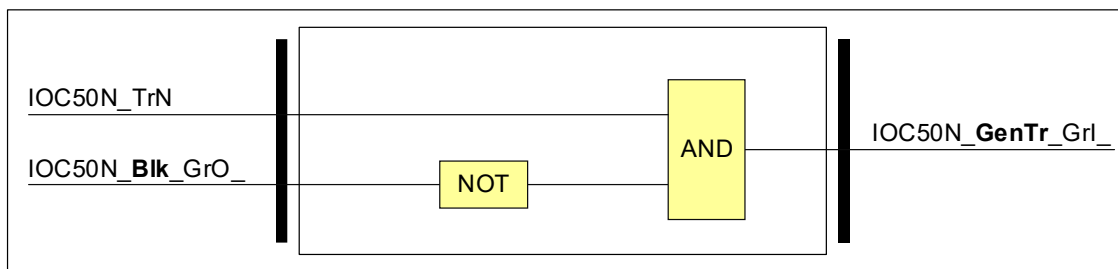 IOC50N_TrN
IOC50N_Blk_GrO_
NOT
AND
IOC50N_GenTr_GrI_